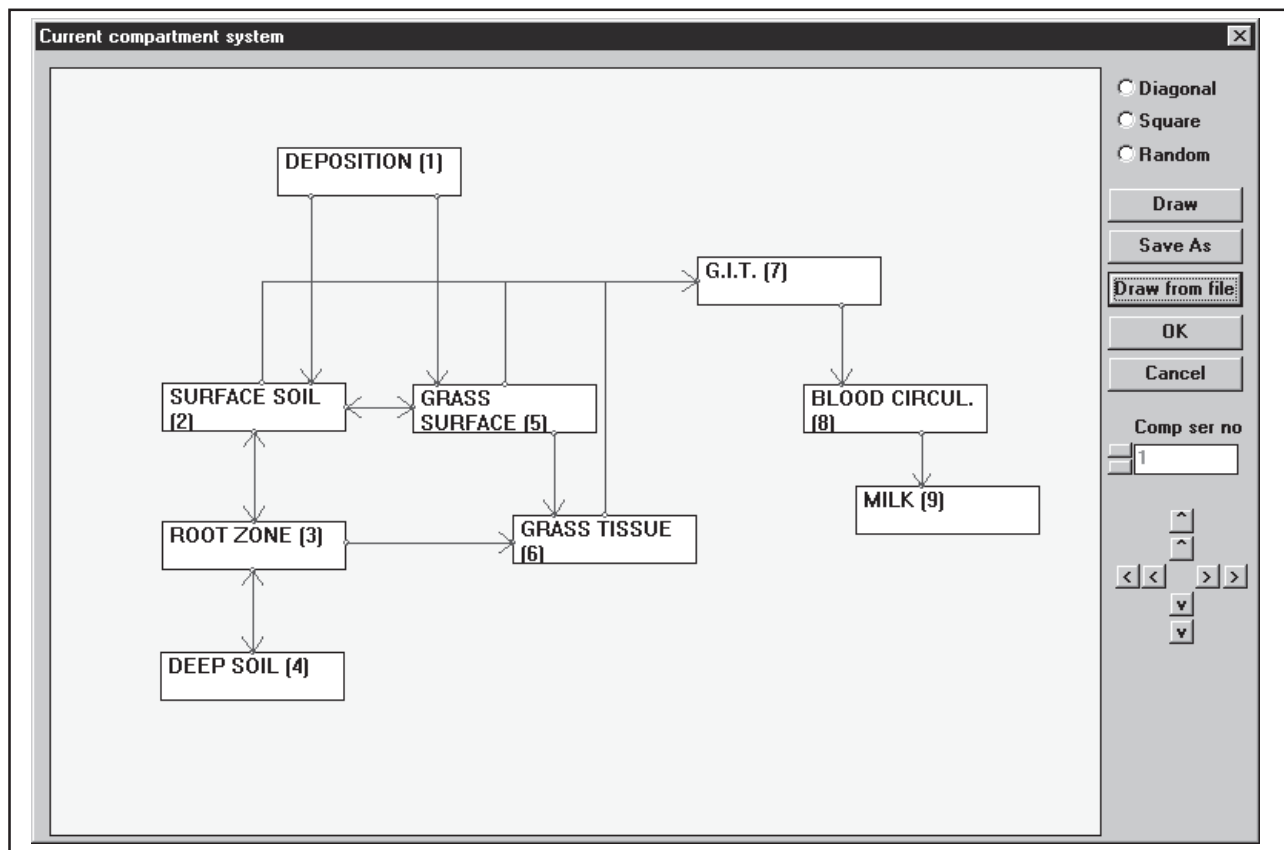 Current compartment system
Diagonal
Square
Random
DEPOSITION (1)
Draw
Save As
G.I.T. (7)
Draw from file
OK
Cancel
SURFACE SOIL
(2)
GRASS
SURFACE (5)
BLOOD CIRCUL.
(8)
Comp ser no
1
MILK (9)
ROOT ZONE (3)
GRASS TISSUE
(6)
^
^
< < > >
v
v
DEEP SOIL (4)